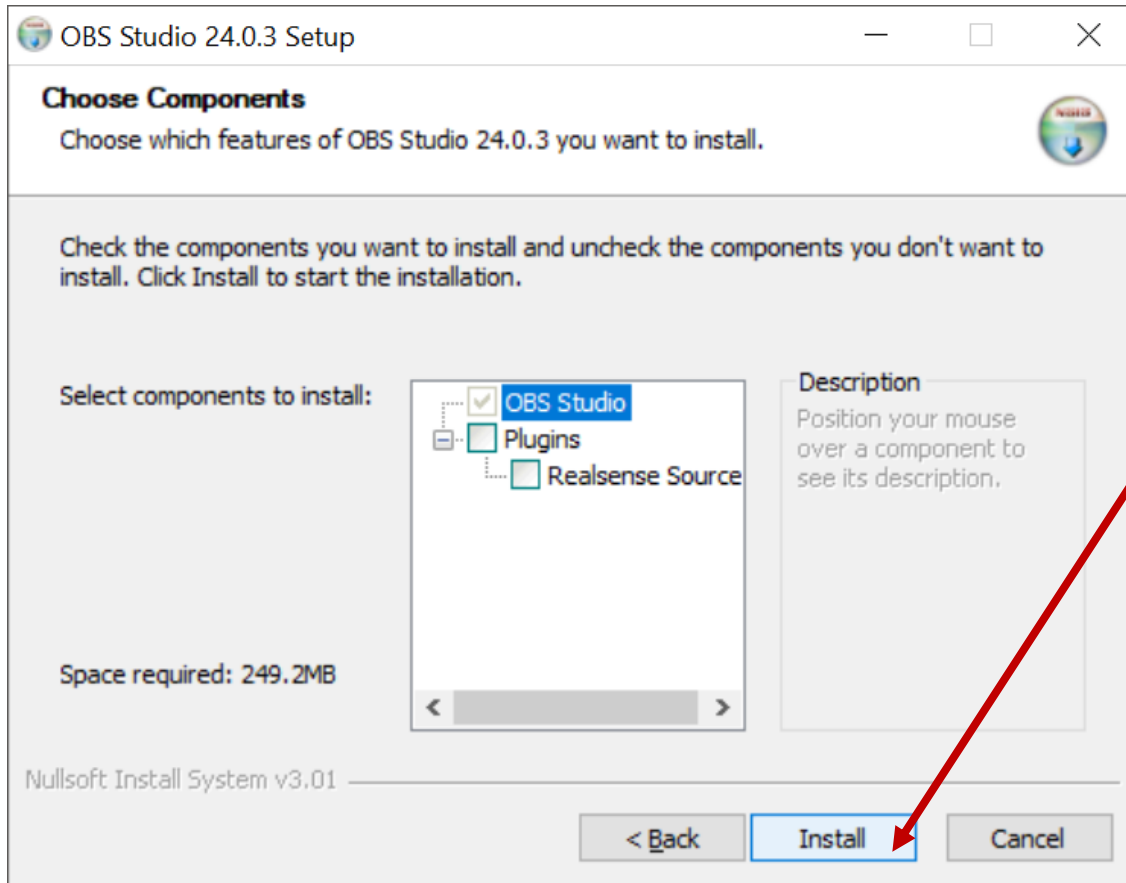 OBS Studio 24.0.3 Setup
Choose Components
Choose which features of OBS Studio 24.0.3 you want to install.
Check the components you want to install and uncheck the components you don't want to
install. Click Install to start the installation.
Select components to install:
OBS Studio
Plugins
Realsense Source
Description
Position your mouse
over a component to
see its description.
Space required: 249.2MB
Nullsoft Install System v3.01
< Back
Install
Cancel